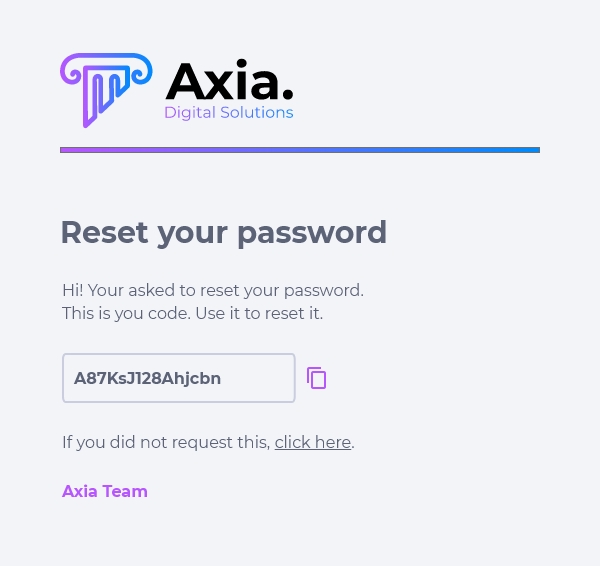 Axia.
Digital Solutions
Reset your password
Hi! Your asked to reset your password.
This is you code. Use it to reset it.
A87KsJ128Ahjcbn
If you did not request this, click here.
Axia Team